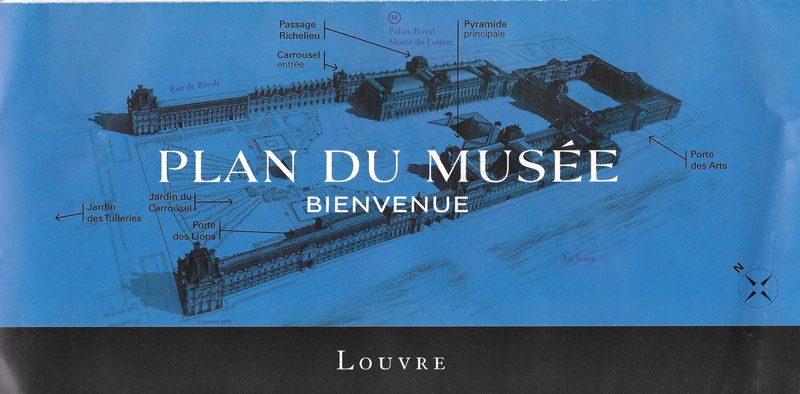 Passage
Richelieu
Carrousel
entrée
M
Palais-Royal
Musée du Louvre
Pyramide
principale
Rue de Rivoli
PLAN DU MUSÉE
BIENVENUE
Porte
des Arts
Jardin
des Tuileries
Jardin du
Carrousel
Porte
des Lions
La Seine
N
LOUVRE